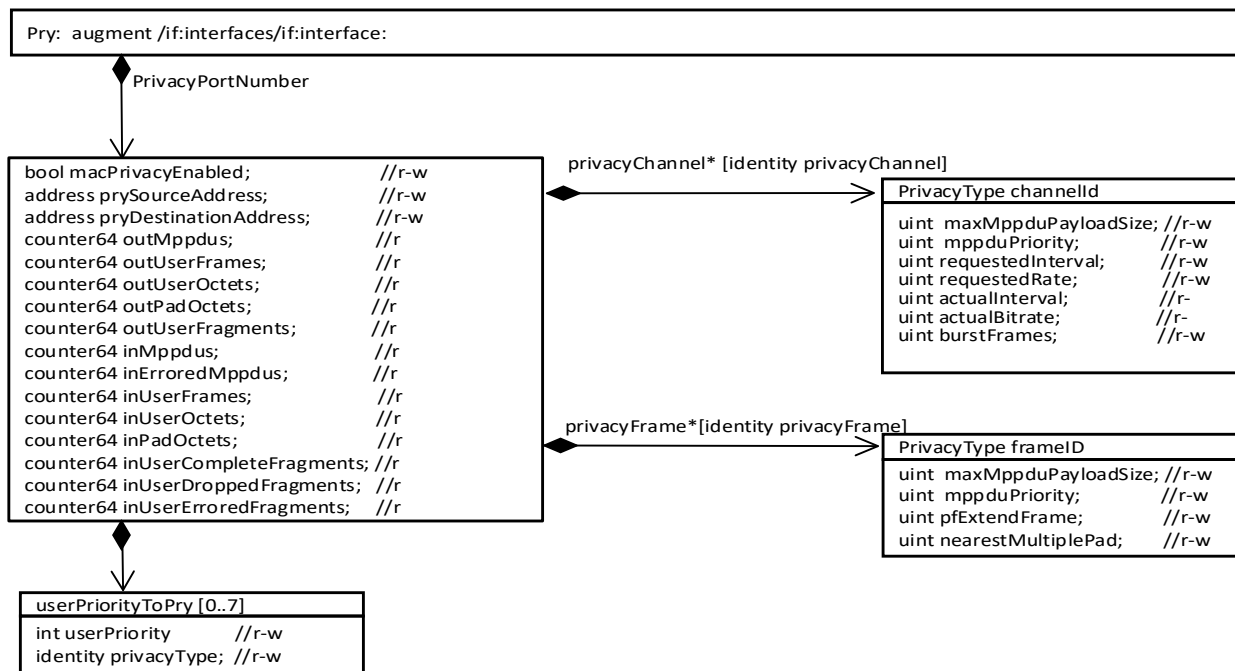 Pry: augment /if:interfaces/if:interface:
PrivacyPortNumber
bool macPrivacyEnabled; //r-w
address prySourceAddress; //r-w
address pryDestinationAddress; //r-w
counter64 outMppdus; //r
counter64 outUserFrames; //r
counter64 outUserOctets; //r
counter64 outPadOctets; //r
counter64 outUserFragments; //r
counter64 inMppdus; //r
counter64 inErroredMppdus; //r
counter64 inUserFrames; //r
counter64 inUserOctets; //r
counter64 inPadOctets; //r
counter64 inUserCompleteFragments; //r
counter64 inUserDroppedFragments; //r
counter64 inUserErroredFragments; //r
privacyChannel* [identity privacyChannel]
PrivacyType channelId
uint maxMppduPayloadSize; //r-w
uint mppduPriority; //r-w
uint requestedInterval; //r-w
uint requestedRate; //r-w
uint actualInterval; //r-
uint actualBitrate; //r-
uint burstFrames; //r-w
privacyFrame*[identity privacyFrame]
PrivacyType frameID
uint maxMppduPayloadSize; //r-w
uint mppduPriority; //r-w
uint pfExtendFrame; //r-w
uint nearestMultiplePad; //r-w
userPriorityToPry [0..7]
int userPriority //r-w
identity privacyType; //r-w